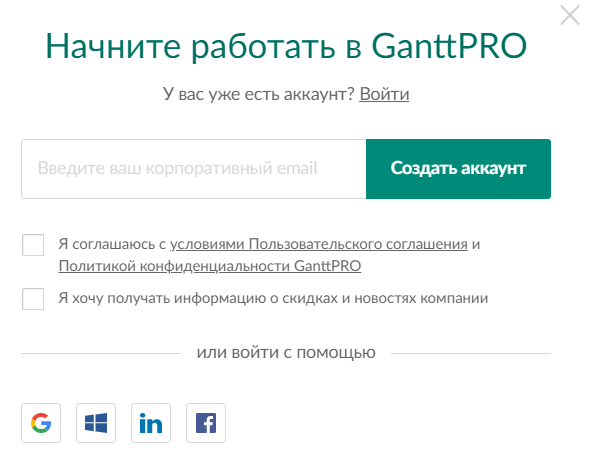 Начните работать в GanttPRO
У вас уже есть аккаунт? Войти
Введите ваш корпоративный email
Создать аккаунт
Я соглашаюсь с условиями Пользовательского соглашения и
Политикой конфиденциальности GanttPRO
Я хочу получать информацию о скидках и новостях компании
или войти с помощью